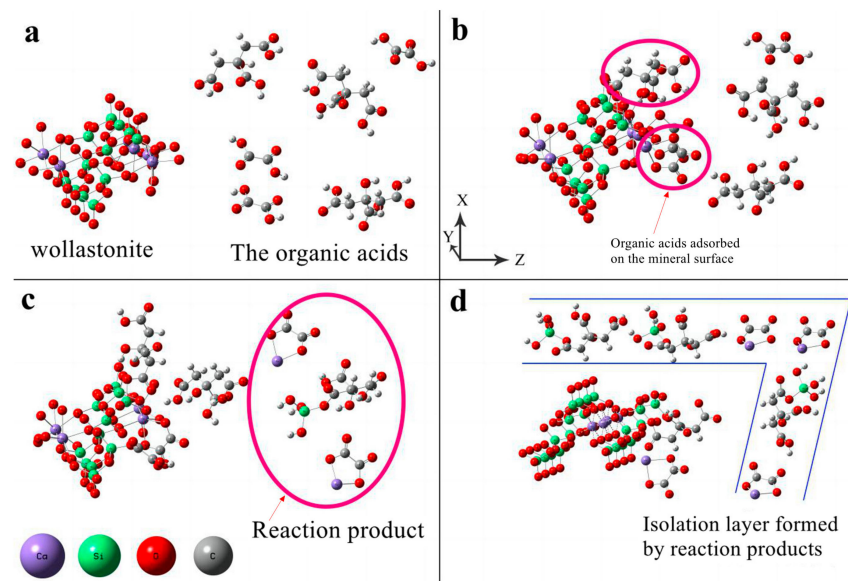 a
wollastonite
The organic acids
b
X
Y
Z
Organic acids adsorbed
on the mineral surface
c
Reaction product
Ca
Si
O
C
d
Isolation layer formed
by reaction products